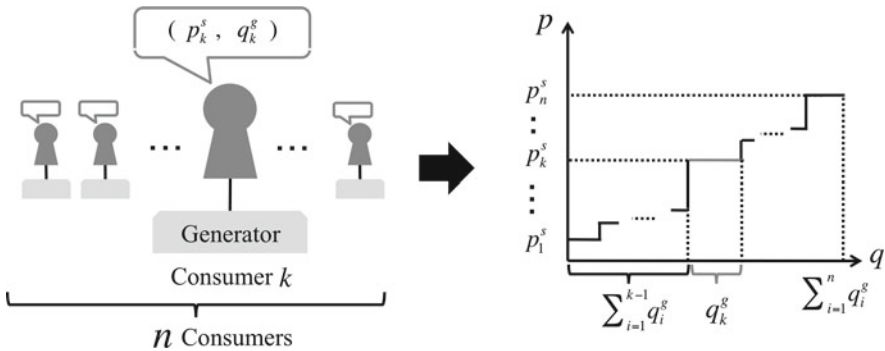 ( p_k^s , q_k^g )
... ...
Generator
Consumer k
n Consumers
p
p_n^s
...
p_k^s
...
p_1^s
q
∑_{i=1}^{k-1} q_i^g
q_k^g
∑_{i=1}^{n} q_i^g